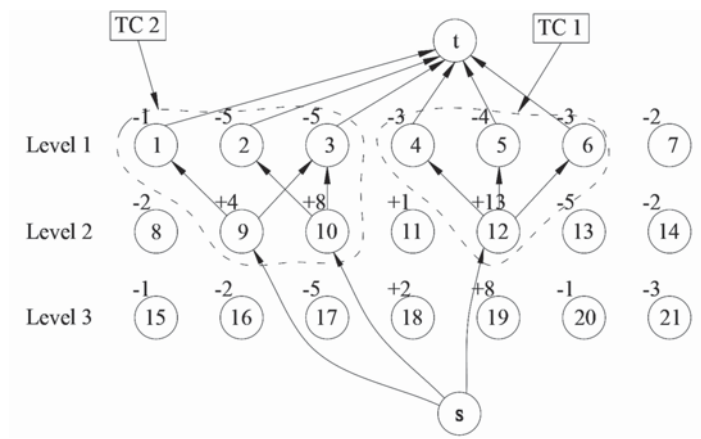 t
TC 2
TC 1
-1 -5 -5 -3 -4 -3 -2
Level 1 1 2 3 4 5 6 7
-2 +4 +8 +1 +13 -5 -2
Level 2 8 9 10 11 12 13 14
-1 -2 -5 +2 +8 -1 -3
Level 3 15 16 17 18 19 20 21
s